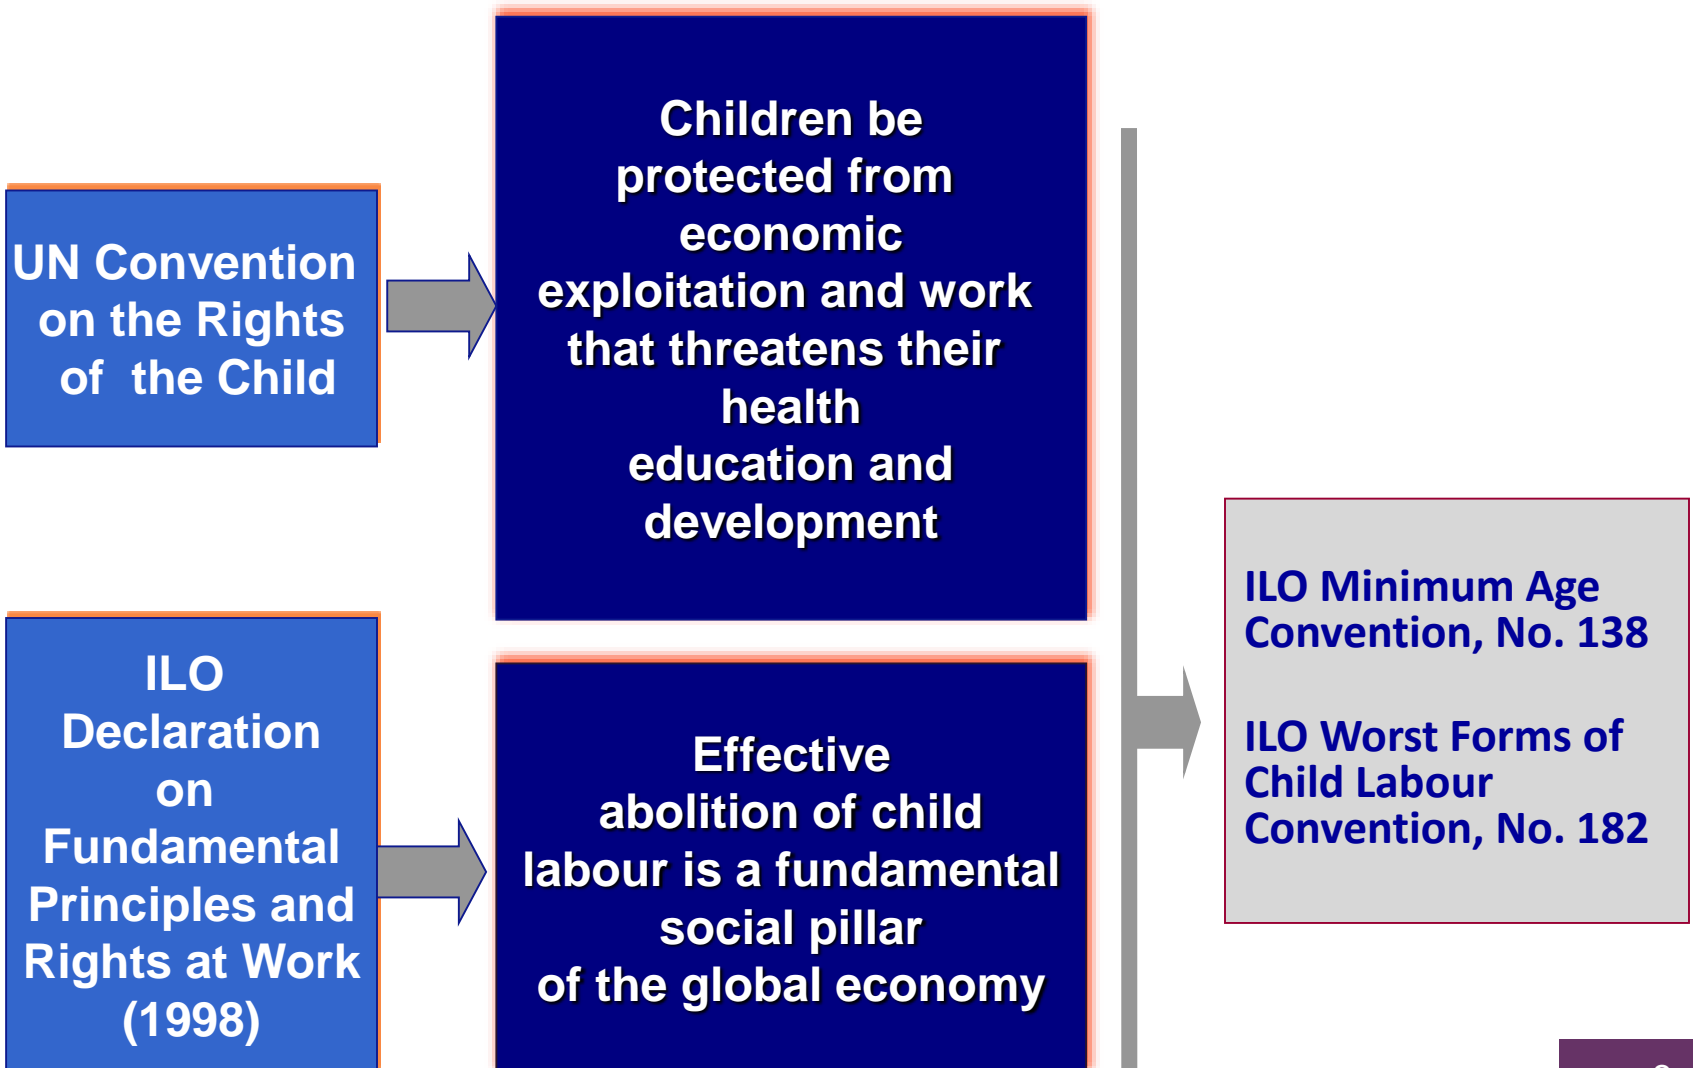 UN Convention
on the Rights
of the Child
Children be
protected from
economic
exploitation and work
that threatens their
health
education and
development
ILO
Declaration
on
Fundamental
Principles and
Rights at Work
(1998)
Effective
abolition of child
labour is a fundamental
social pillar
of the global economy
ILO Minimum Age
Convention, No. 138
ILO Worst Forms of
Child Labour
Convention, No. 182